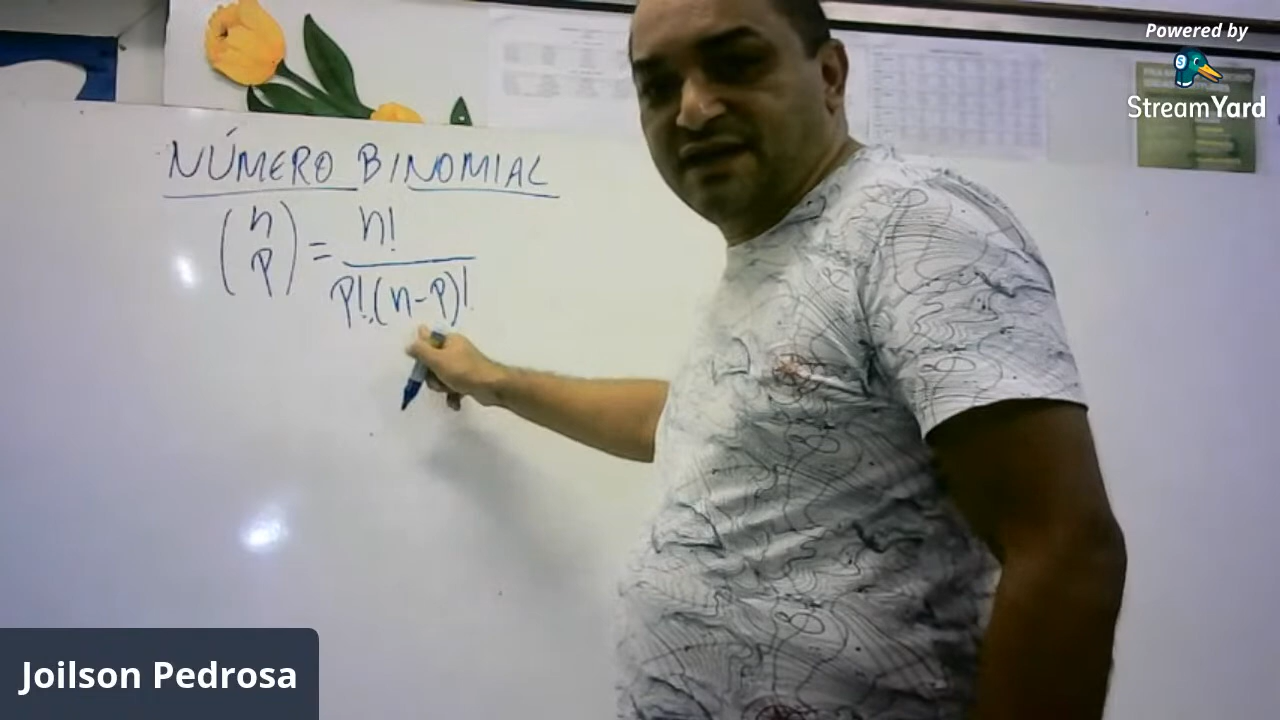 Powered by
StreamYard
NÚMERO BINOMIAL
(n p) = n! / p!.(n-p)!
Joilson Pedrosa